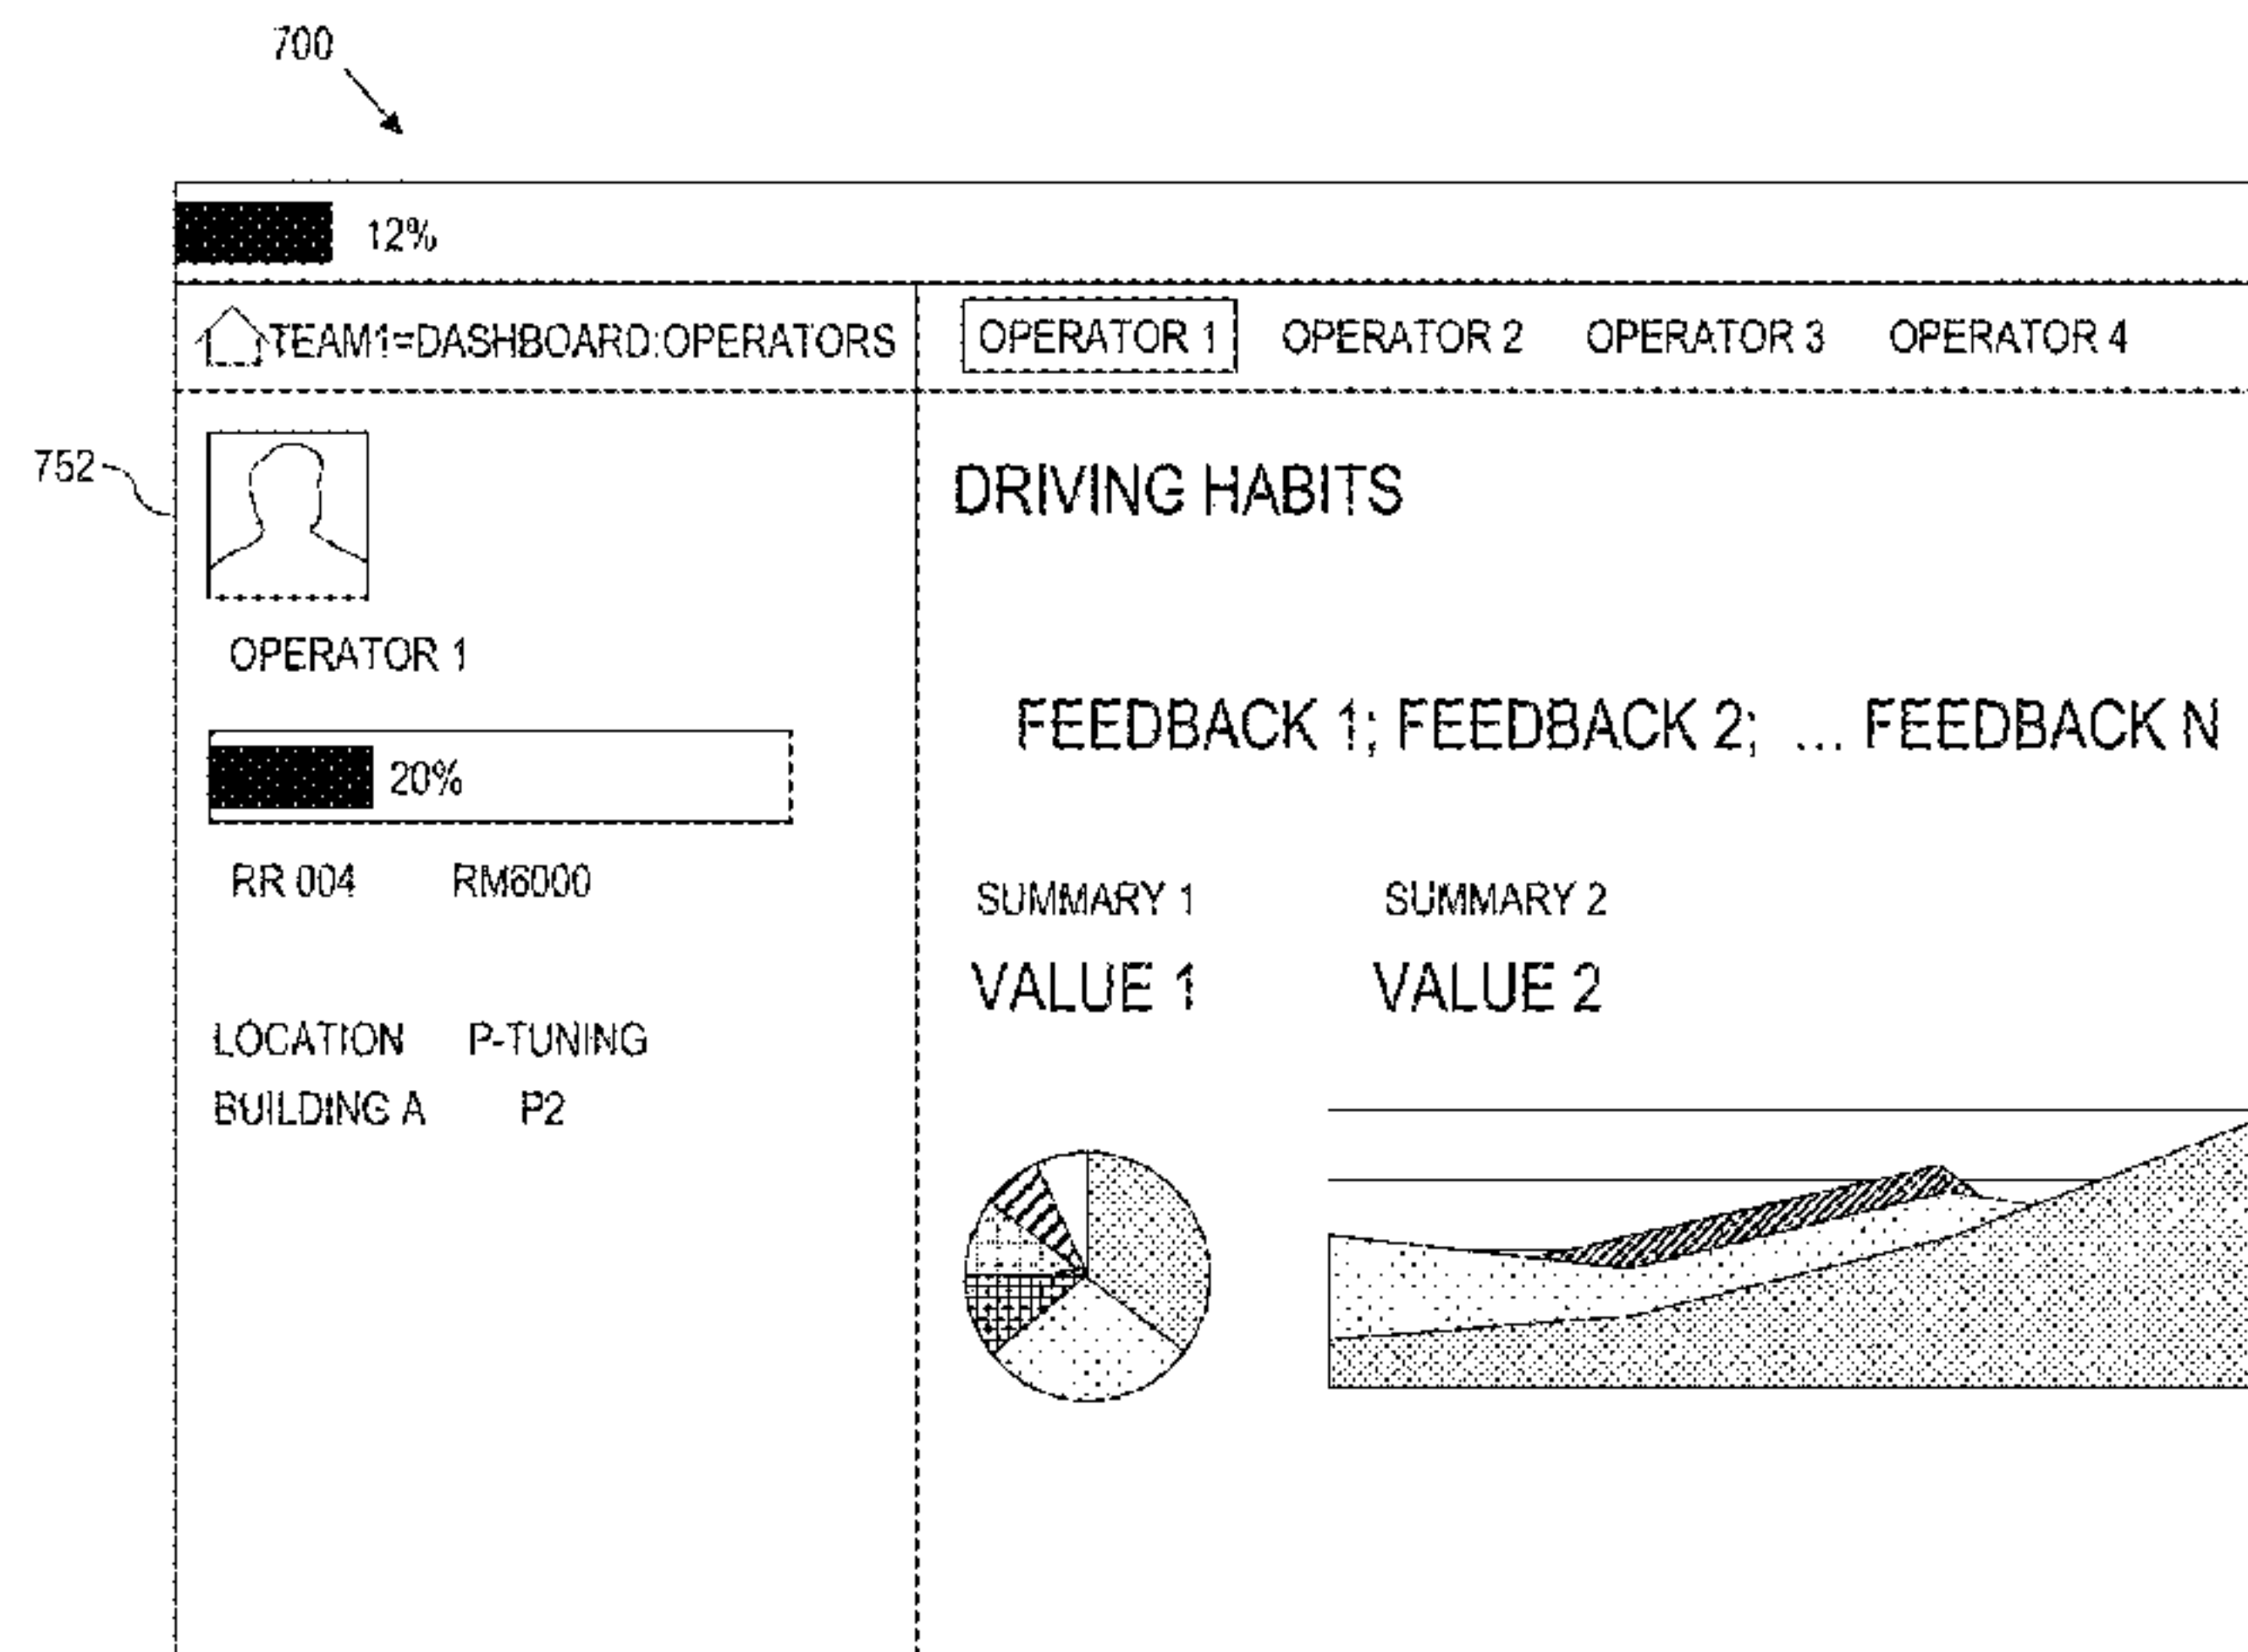 700
12%
TEAM1=DASHBOARD:OPERATORS
OPERATOR 1 OPERATOR 2 OPERATOR 3 OPERATOR 4
752
DRIVING HABITS
OPERATOR 1
FEEDBACK 1; FEEDBACK 2; ... FEEDBACK N
20%
RR 004 RM6000
SUMMARY 1 SUMMARY 2
VALUE 1 VALUE 2
LOCATION P-TUNING
BUILDING A P2